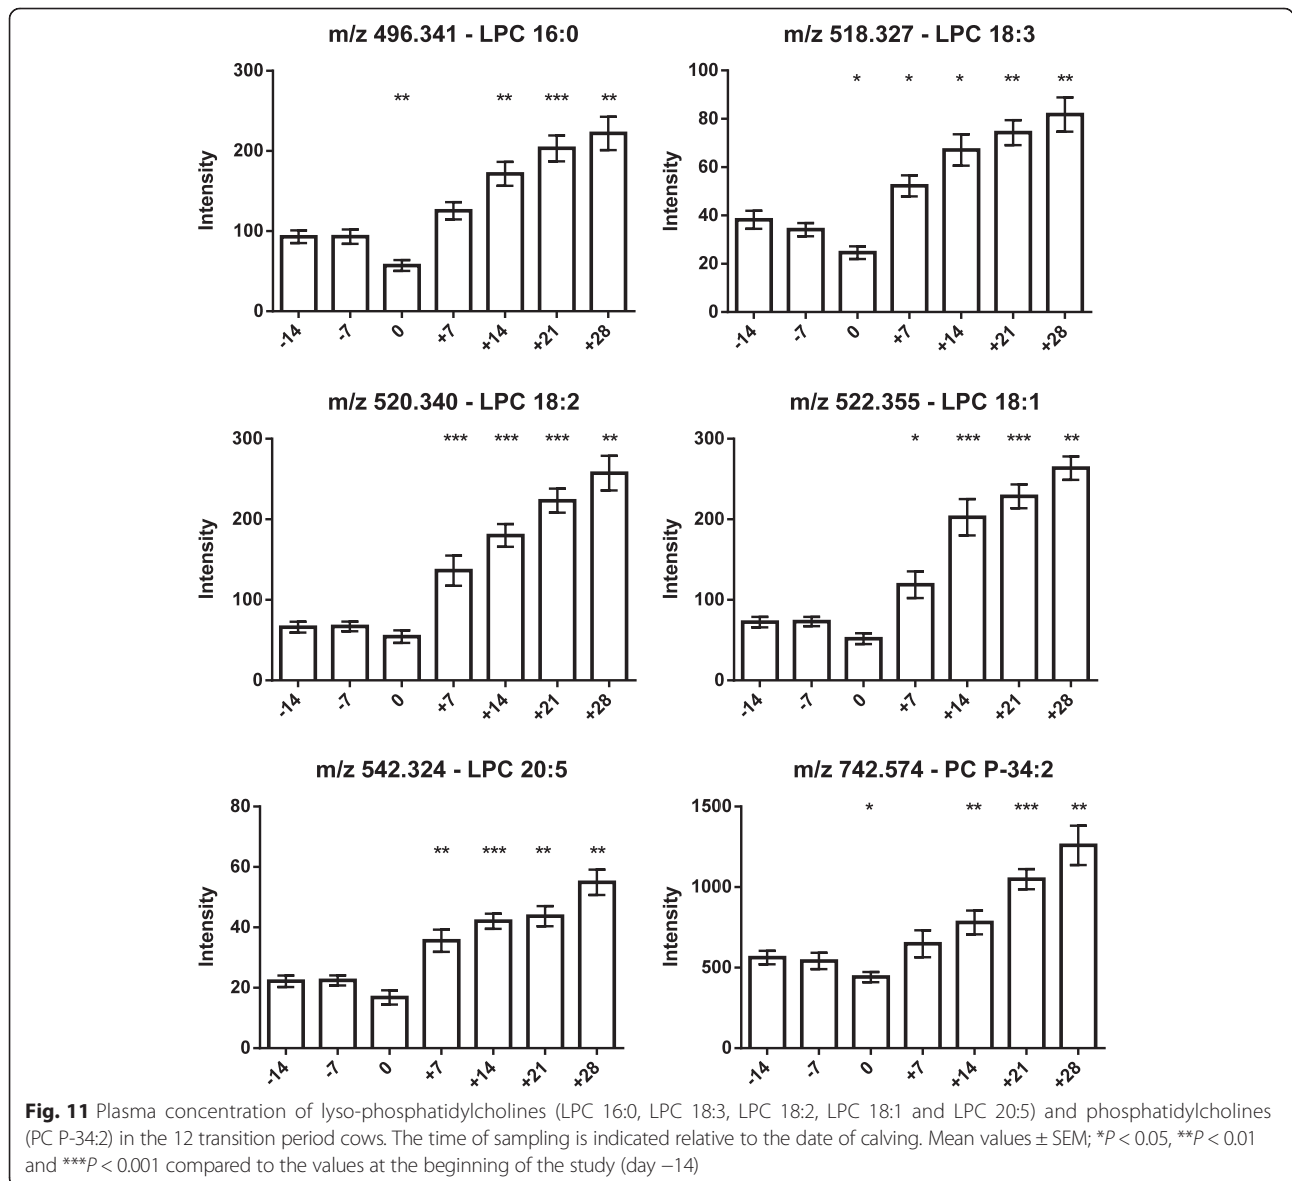 m/z 496.341 - LPC 16:0
300
200
100
0
Intensity
** ** *** **
-14 -7 0 +7 +14 +21 +28
m/z 518.327 - LPC 18:3
100
80
60
40
20
0
Intensity
* * * ** **
-14 -7 0 +7 +14 +21 +28
m/z 520.340 - LPC 18:2
300
200
100
0
Intensity
*** *** *** **
-14 -7 0 +7 +14 +21 +28
m/z 522.355 - LPC 18:1
300
200
100
0
Intensity
* *** *** **
-14 -7 0 +7 +14 +21 +28
m/z 542.324 - LPC 20:5
80
60
40
20
0
Intensity
** *** ** **
-14 -7 0 +7 +14 +21 +28
m/z 742.574 - PC P-34:2
1500
1000
500
0
Intensity
* ** *** **
-14 -7 0 +7 +14 +21 +28
Fig. 11 Plasma concentration of lyso-phosphatidylcholines (LPC 16:0, LPC 18:3, LPC 18:2, LPC 18:1 and LPC 20:5) and phosphatidylcholines
(PC P-34:2) in the 12 transition period cows. The time of sampling is indicated relative to the date of calving. Mean values ± SEM; *P < 0.05, **P < 0.01
and ***P < 0.001 compared to the values at the beginning of the study (day −14)